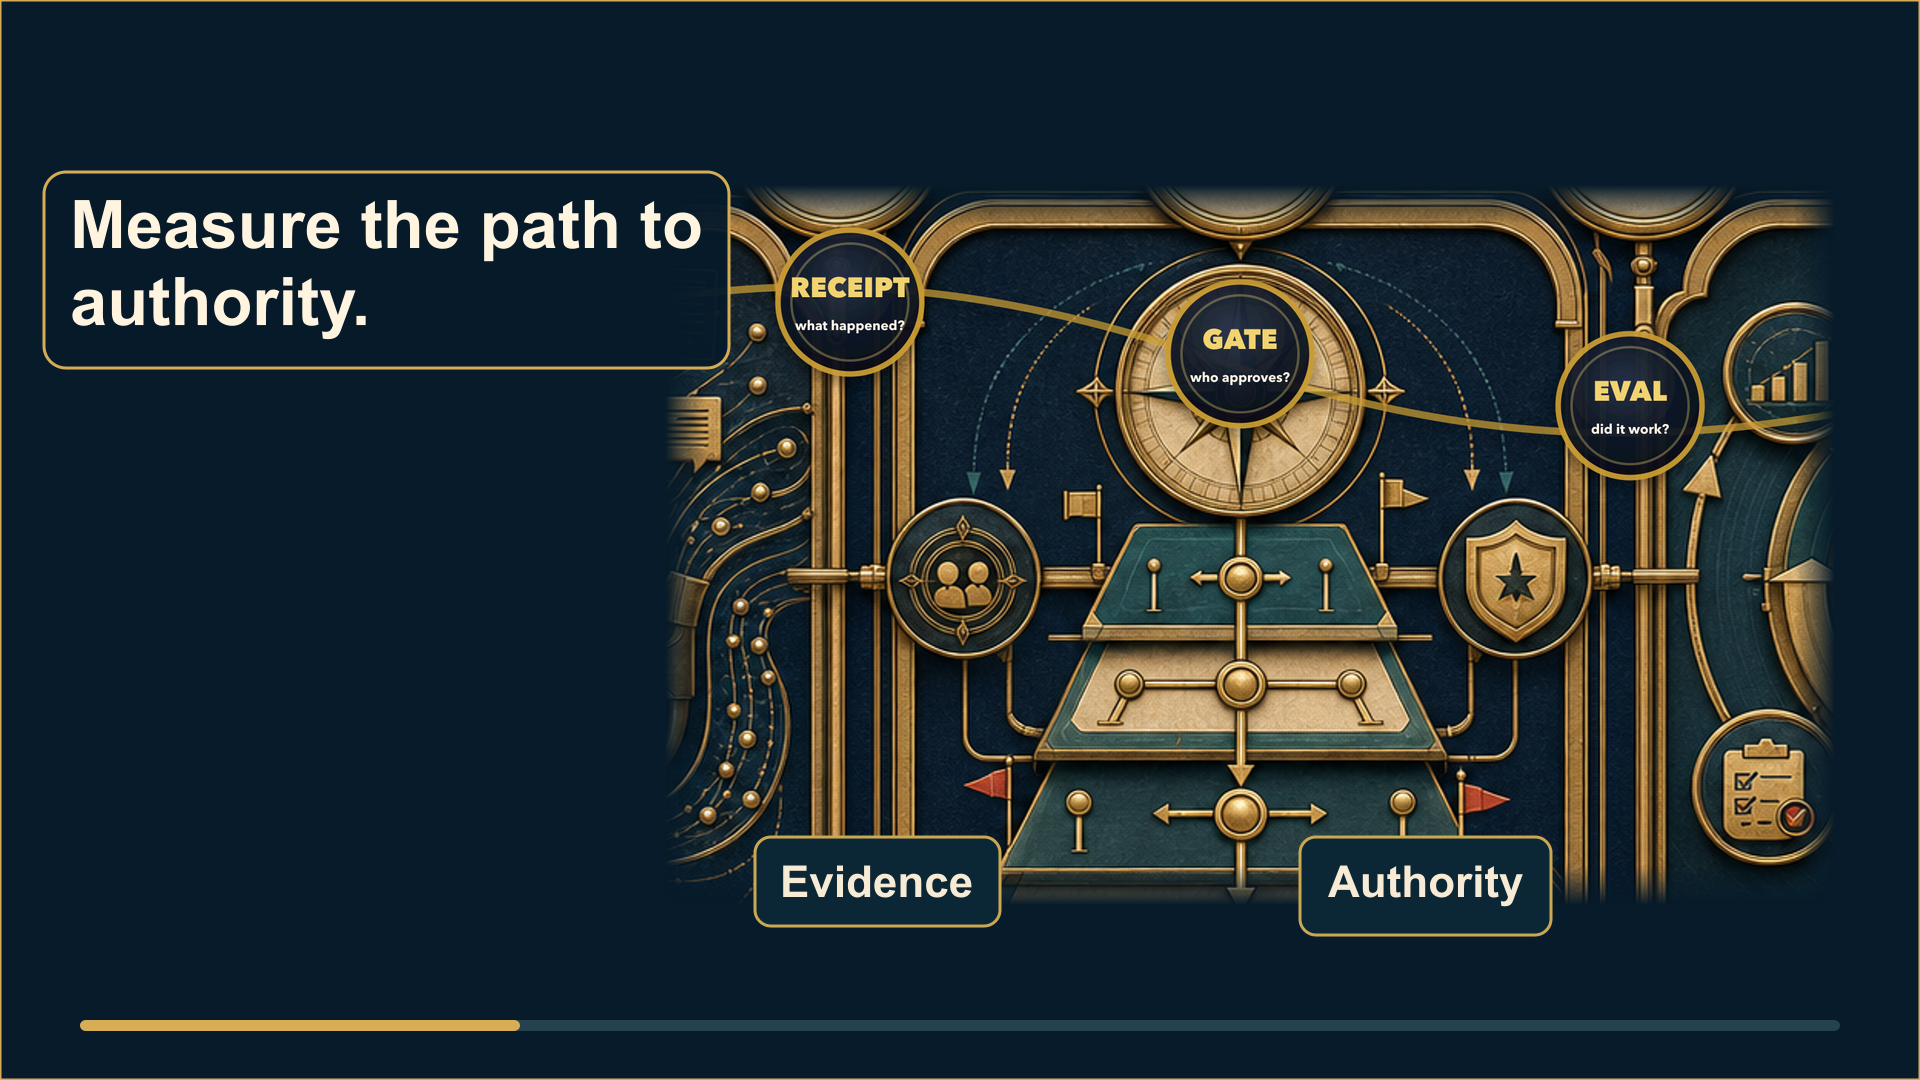 Measure the path to
authority.
RECEIPT
what happened?
GATE
who approves?
EVAL
did it work?
Evidence
Authority